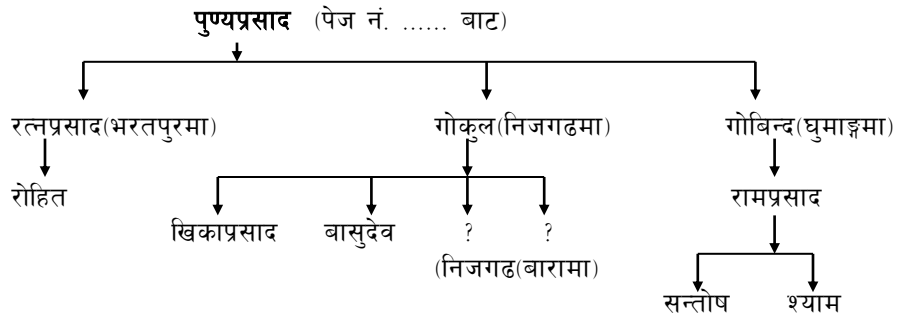 पुण्यप्रसाद (पेज नं. ...... बाट)
रत्नप्रसाद(भरतपुरमा) गोकुल(निजगढमा) गोबिन्द(घुमाङ्गमा)
रोहित रामप्रसाद
खिकाप्रसाद बासुदेव ? ?
(निजगढ(बारामा)
सन्तोष श्याम